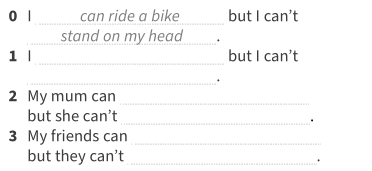 0 I can ride a bike but I can't
stand on my head .
1 I but I can't
.
2 My mum can
but she can't .
3 My friends can
but they can't .